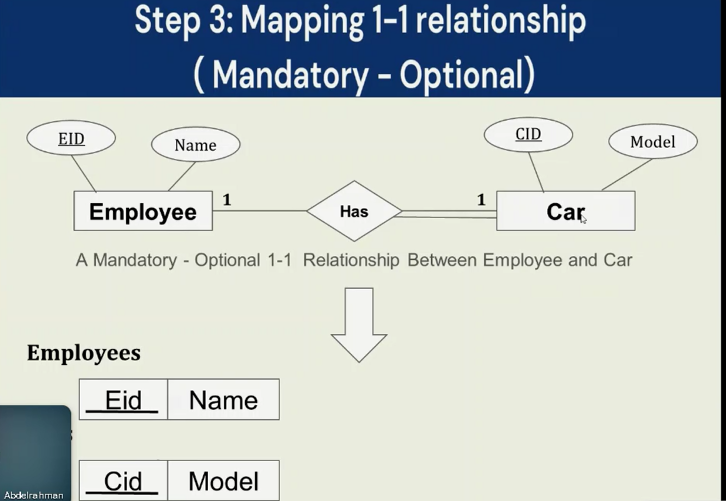 Step 3: Mapping 1-1 relationship
( Mandatory - Optional)
EID
Name
CID
Model
Employee
1
Has
1
Car
A Mandatory - Optional 1-1 Relationship Between Employee and Car
Employees
Eid
Name
Cid
Model
Abdelrahman